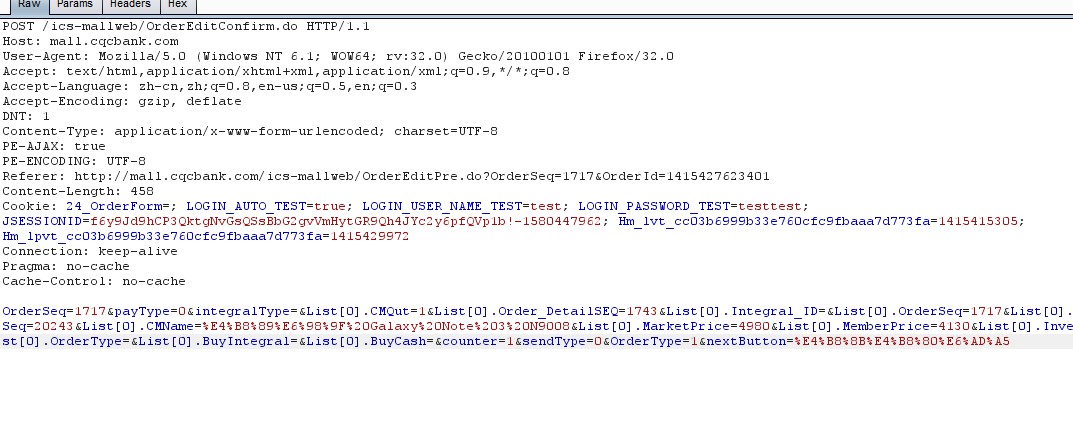 Raw Params Headers Hex
POST /ics-mallweb/OrderEditConfirm.do HTTP/1.1
Host: mall.cqcbank.com
User-Agent: Mozilla/5.0 (Windows NT 6.1; WOW64; rv:32.0) Gecko/20100101 Firefox/32.0
Accept: text/html,application/xhtml+xml,application/xml;q=0.9,*/*;q=0.8
Accept-Language: zh-cn,zh;q=0.8,en-us;q=0.5,en;q=0.3
Accept-Encoding: gzip, deflate
DNT: 1
Content-Type: application/x-www-form-urlencoded; charset=UTF-8
PE-AJAX: true
PE-ENCODING: UTF-8
Referer: http://mall.cqcbank.com/ics-mallweb/OrderEditPre.do?OrderSeq=1717&OrderId=1415427623401
Content-Length: 458
Cookie: 24_OrderForm=; LOGIN_AUTO_TEST=true; LOGIN_USER_NAME_TEST=test; LOGIN_PASSWORD_TEST=testtest;
JSESSIONID=f6y9Jd9hCP3QktgNvGsQSsBbG2qvVmHytGR9Qh4JYc2y6pfQVp1b!-1580447962; Hm_lvt_cc03b6999b33e760cfc9fbaaa7d773fa=1415415305;
Hm_lpvt_cc03b6999b33e760cfc9fbaaa7d773fa=1415429972
Connection: keep-alive
Pragma: no-cache
Cache-Control: no-cache
OrderSeq=1717&payType=0&integralType=&List[0].CMQut=1&List[0].Order_DetailSEQ=1743&List[0].Integral_ID=&List[0].OrderSeq=1717&List[0].
Seq=20243&List[0].CMName=%E4%B8%89%E6%98%9F%20Galaxy%20Note%203%20N9008&List[0].MarketPrice=4980&List[0].MemberPrice=4130&List[0].Inve
st[0].OrderType=&List[0].BuyIntegral=&List[0].BuyCash=&counter=1&sendType=0&OrderType=1&nextButton=%E4%B8%8B%E4%B8%80%E6%AD%A5